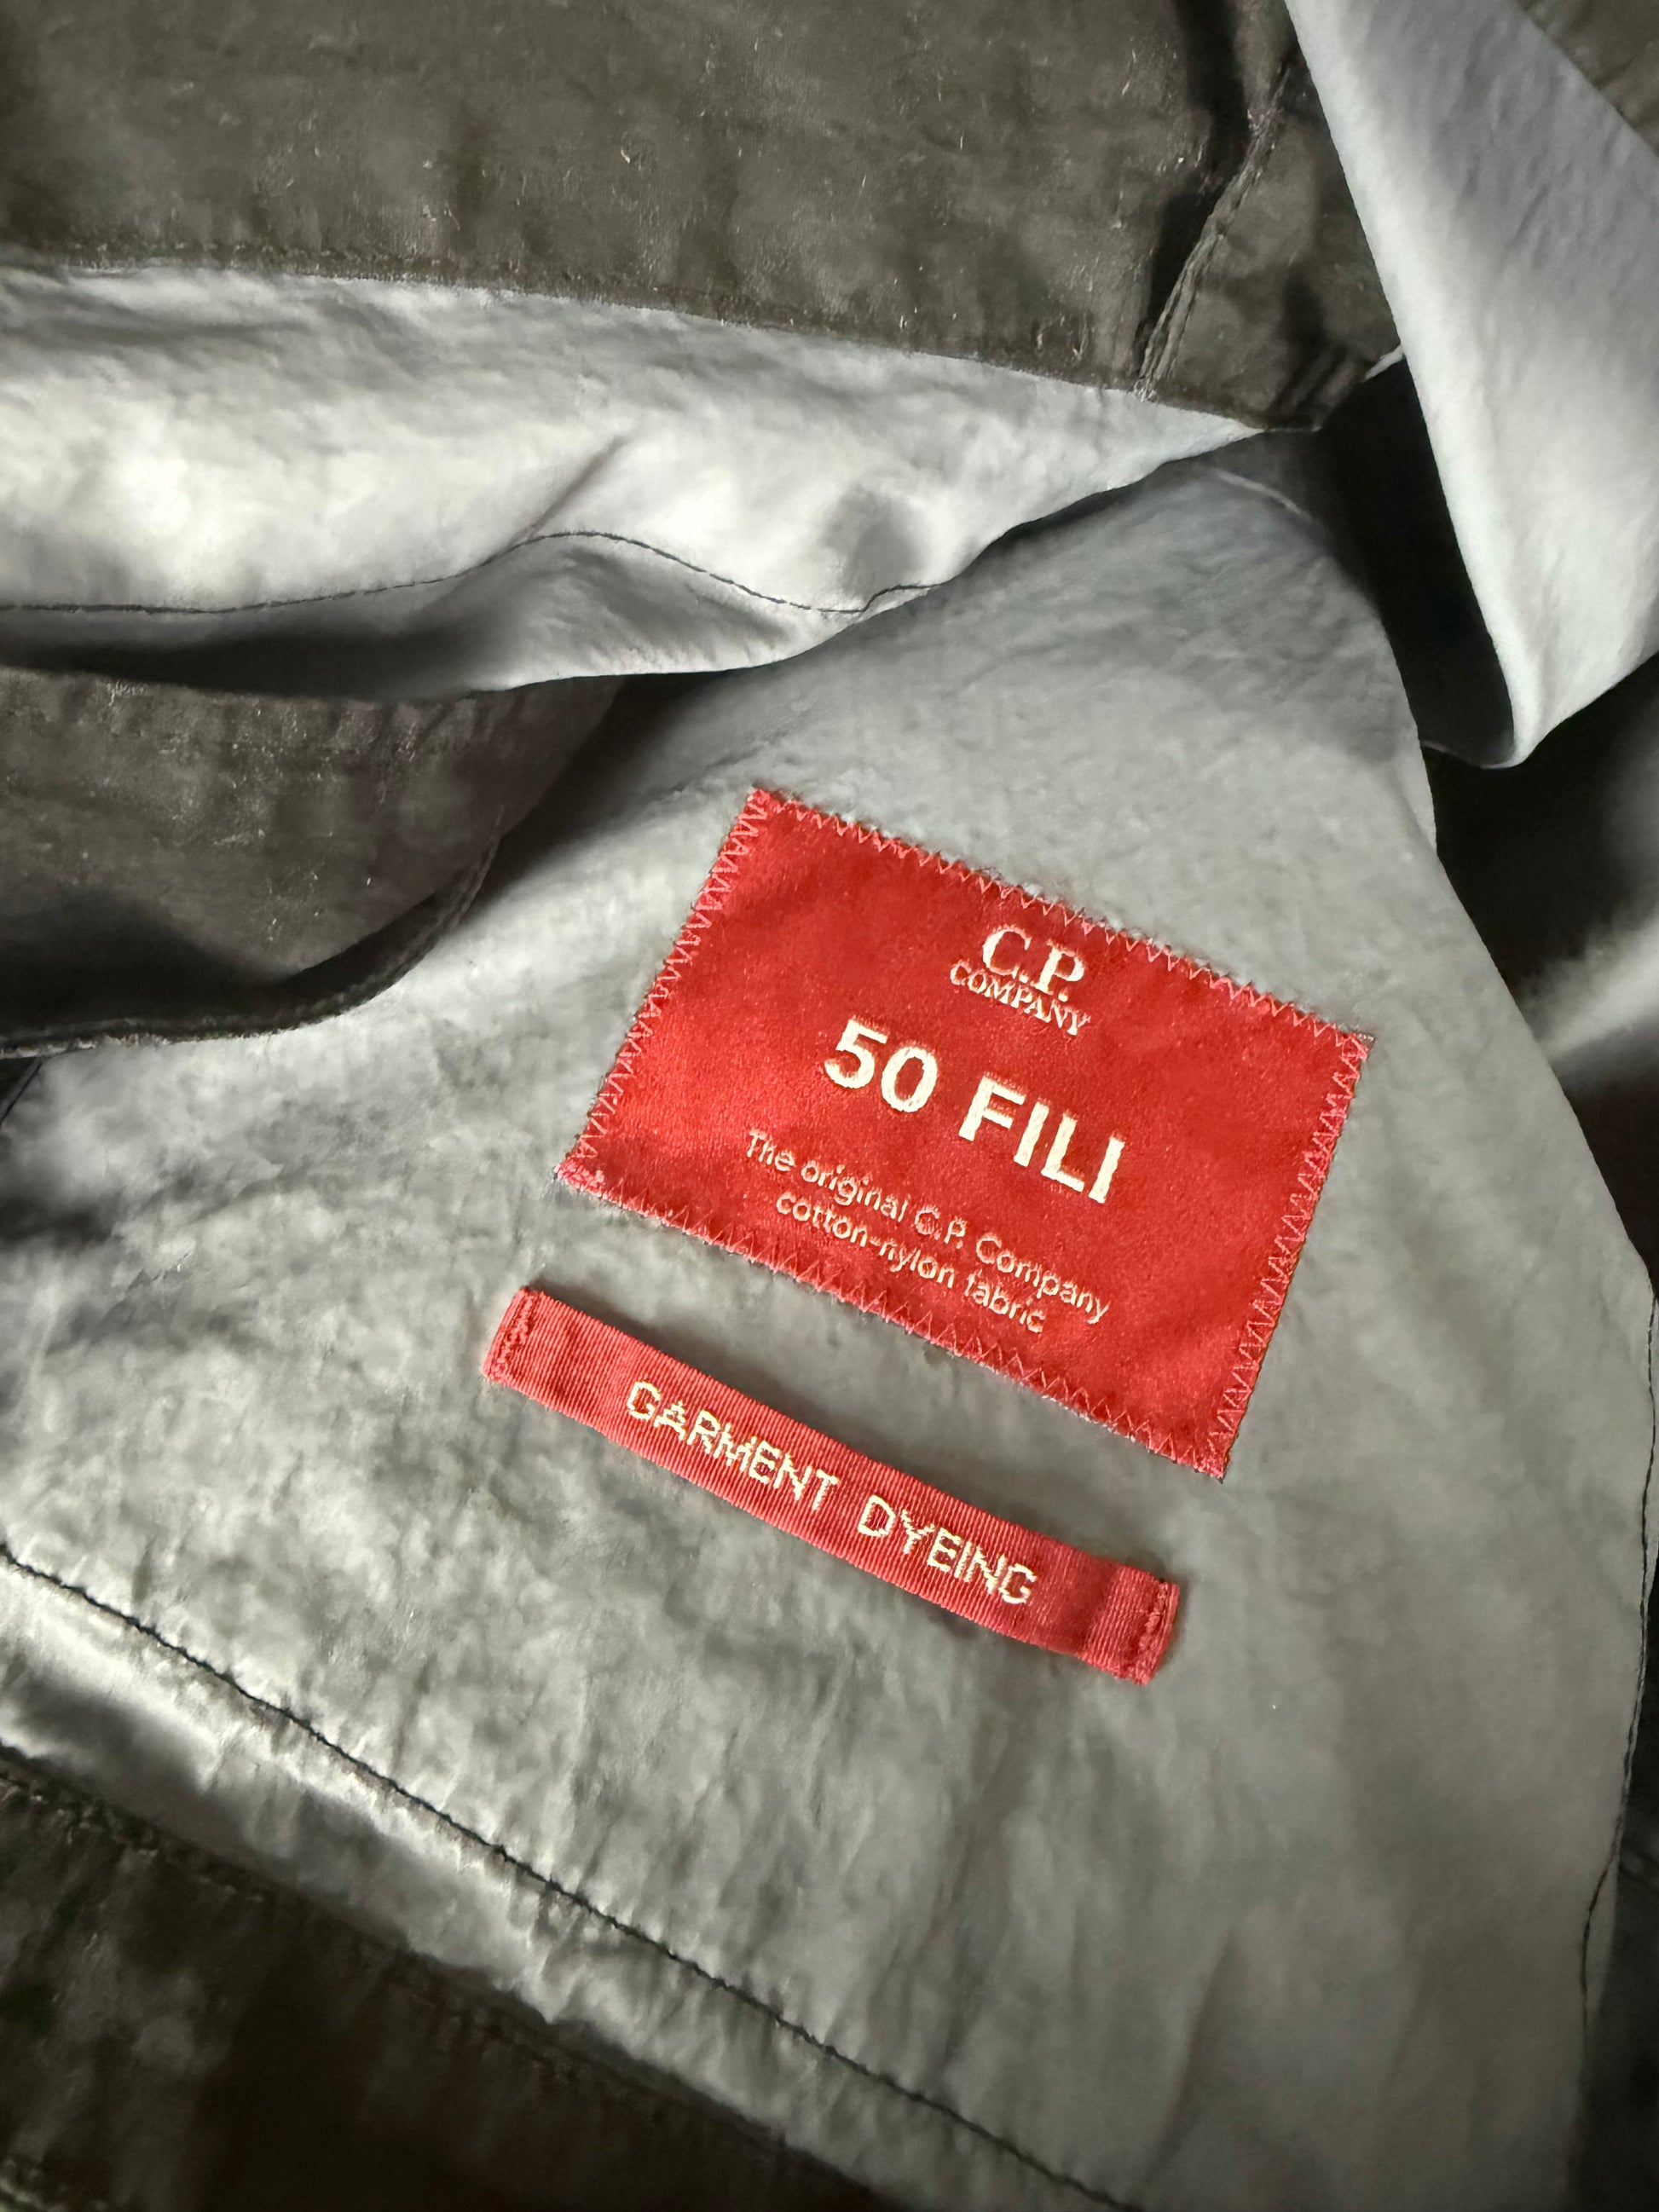 C.P.
COMPANY
50 FILI
The original C.P. Company
cotton-nylon fabric
GARMENT DYEING